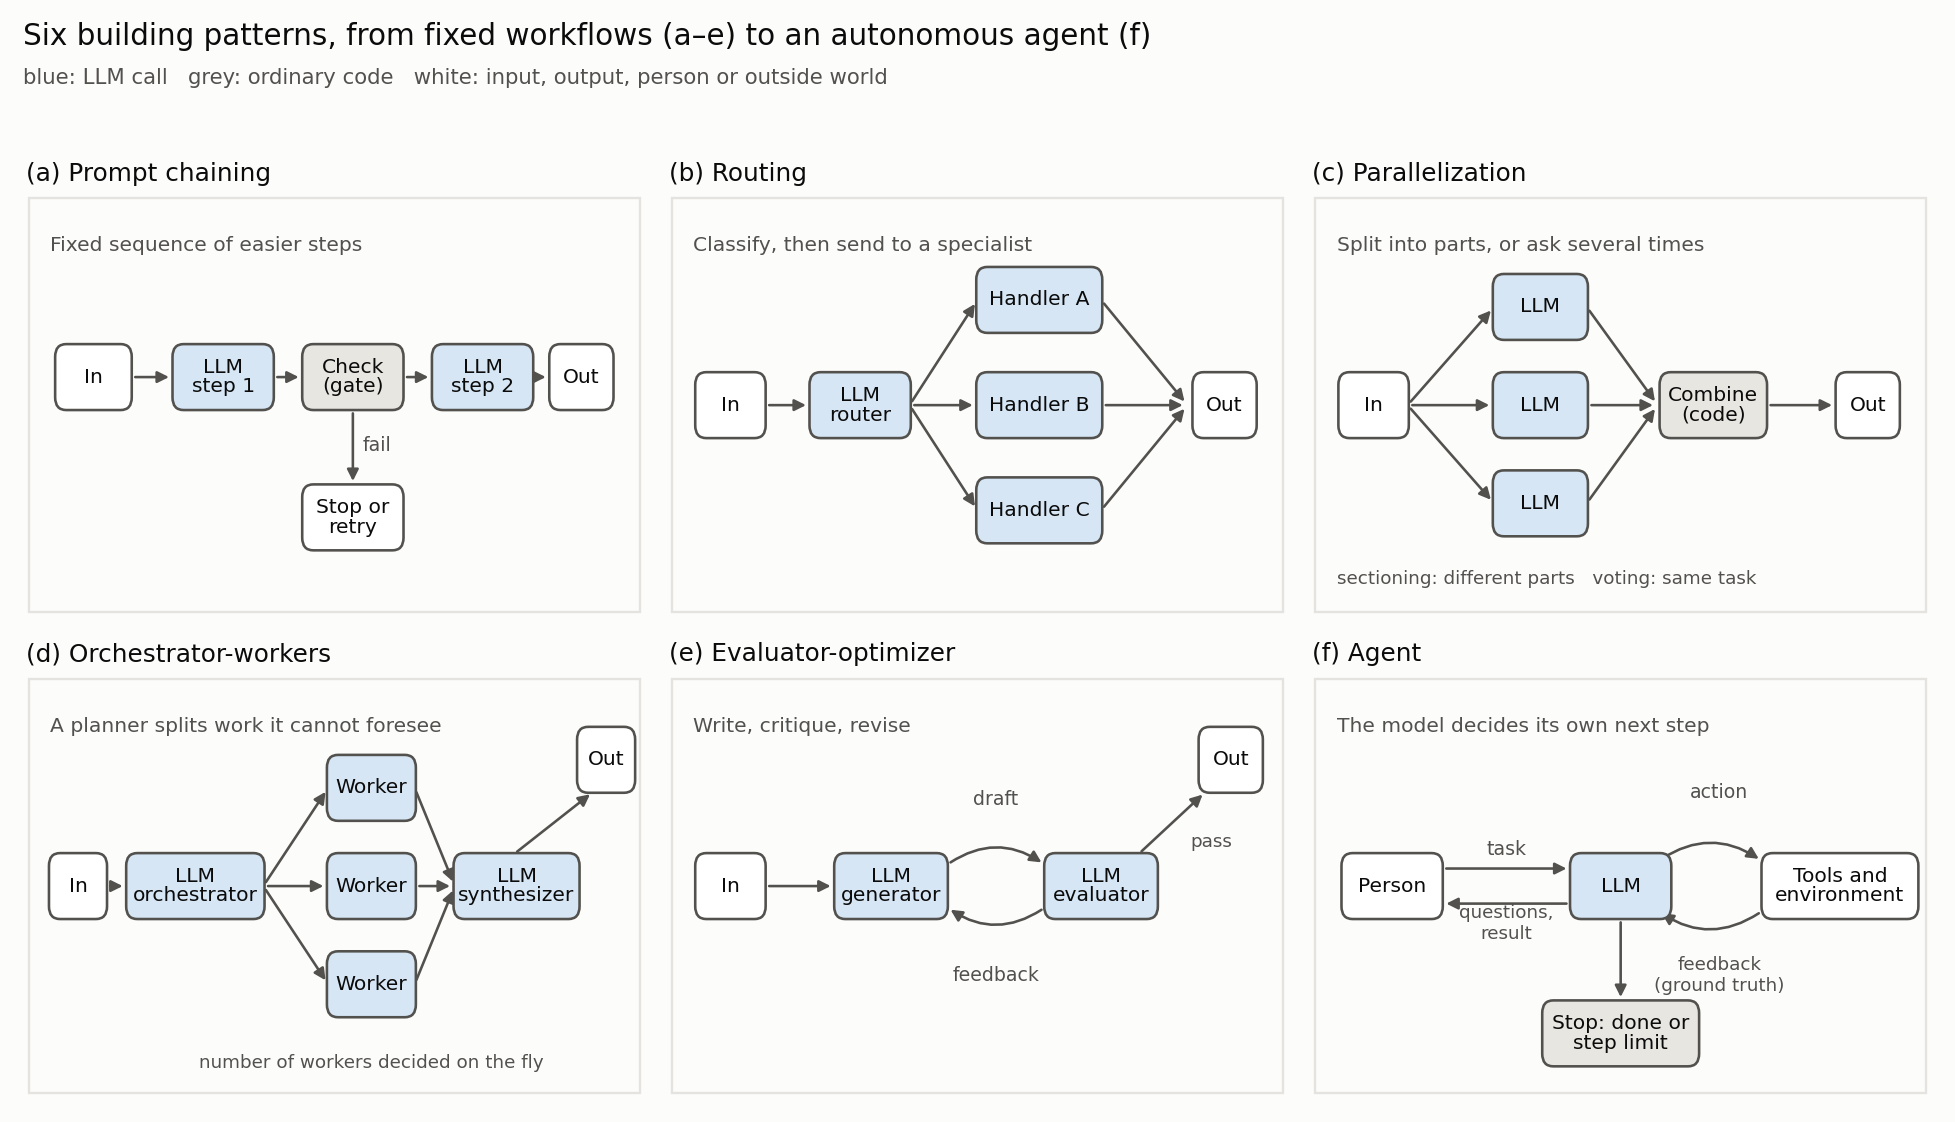 Six building patterns, from fixed workflows (a–e) to an autonomous agent (f)
blue: LLM call   grey: ordinary code   white: input, output, person or outside world
(a) Prompt chaining
Fixed sequence of easier steps
In
LLM
step 1
Check
(gate)
LLM
step 2
Out
fail
Stop or
retry
(b) Routing
Classify, then send to a specialist
In
LLM
router
Handler A
Handler B
Handler C
Out
(c) Parallelization
Split into parts, or ask several times
In
LLM
LLM
LLM
Combine
(code)
Out
sectioning: different parts   voting: same task
(d) Orchestrator-workers
A planner splits work it cannot foresee
In
LLM
orchestrator
Worker
Worker
Worker
LLM
synthesizer
Out
number of workers decided on the fly
(e) Evaluator-optimizer
Write, critique, revise
In
LLM
generator
draft
feedback
LLM
evaluator
pass
Out
(f) Agent
The model decides its own next step
Person
task
questions,
result
LLM
action
Tools and
environment
feedback
(ground truth)
Stop: done or
step limit